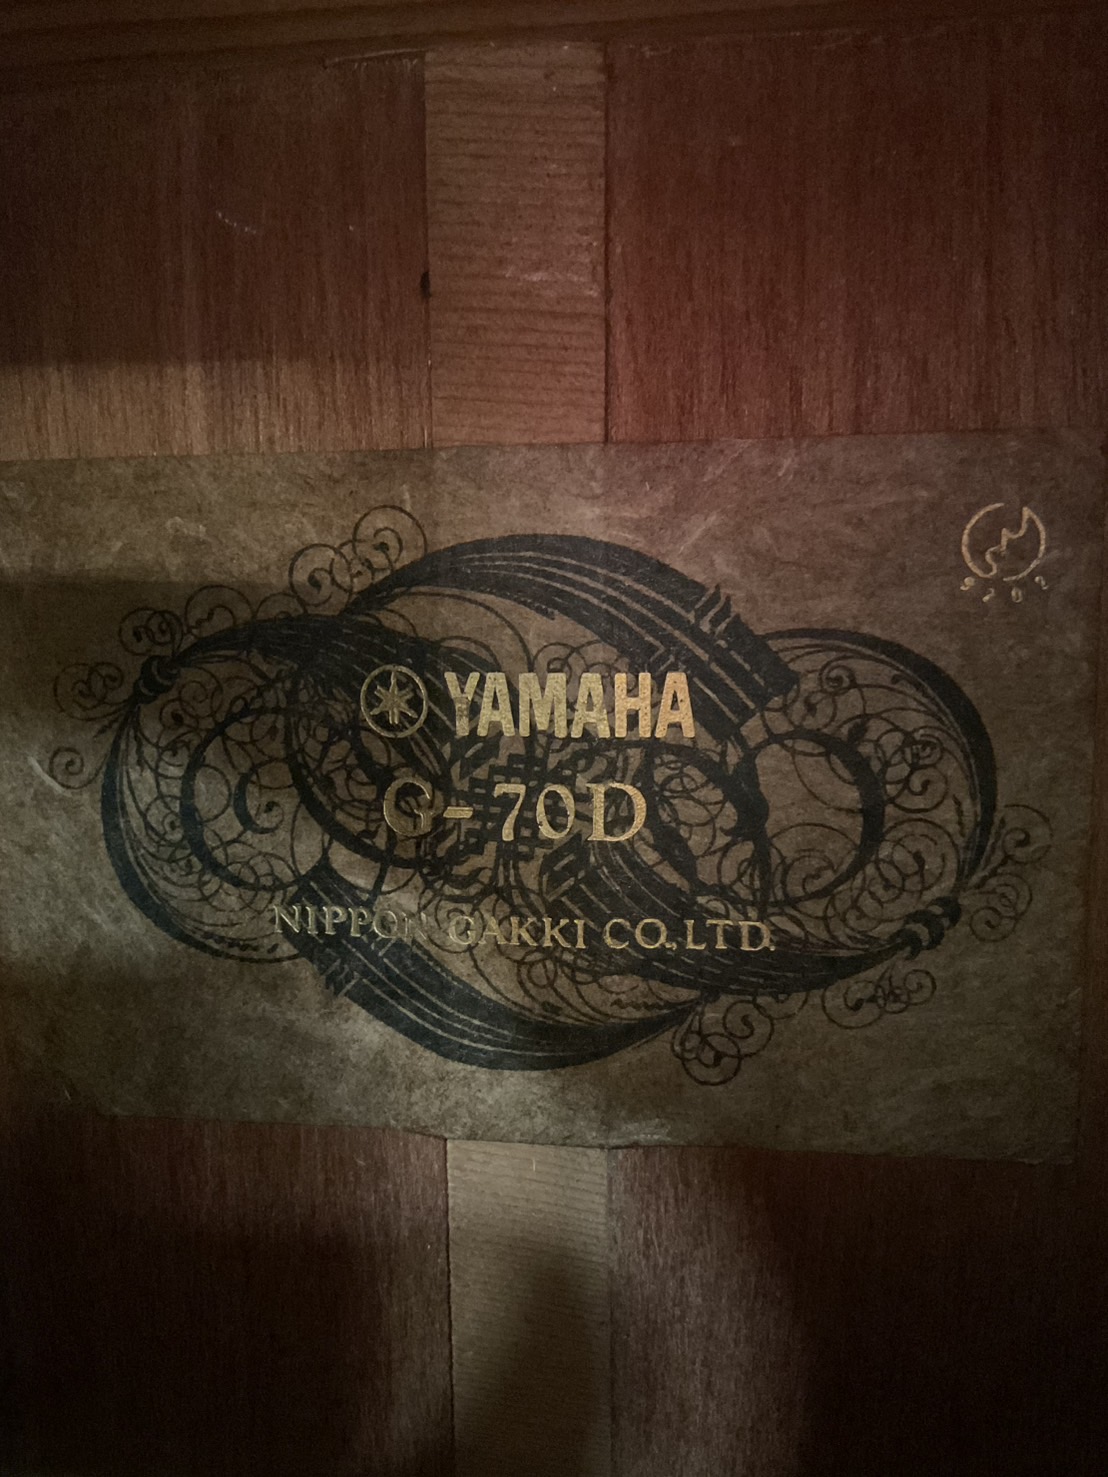 YAMAHA
G-70D
NIPPON GAKKI CO.,LTD.